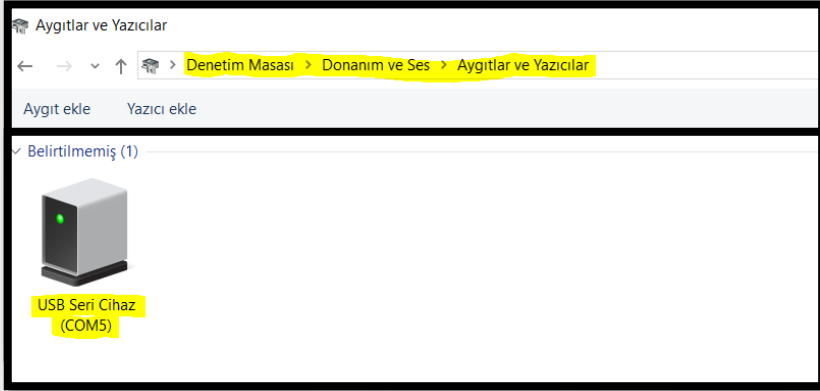 Aygıtlar ve Yazıcılar
Denetim Masası > Donanım ve Ses > Aygıtlar ve Yazıcılar
Aygıt ekle Yazıcı ekle
Belirtilmemiş (1)
USB Seri Cihaz
(COM5)